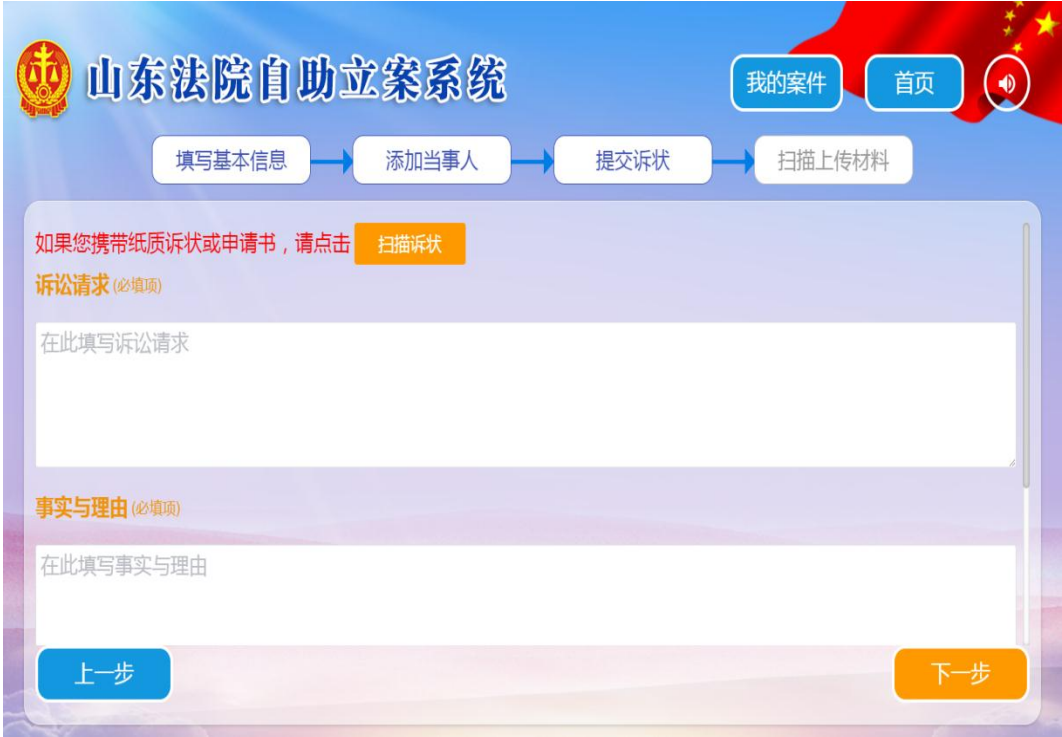 山东法院自助立案系统
我的案件
首页
填写基本信息
添加当事人
提交诉状
扫描上传材料
如果您携带纸质诉状或申请书，请点击 扫描诉状
诉讼请求(必填项)
在此填写诉讼请求
事实与理由(必填项)
在此填写事实与理由
上一步
下一步